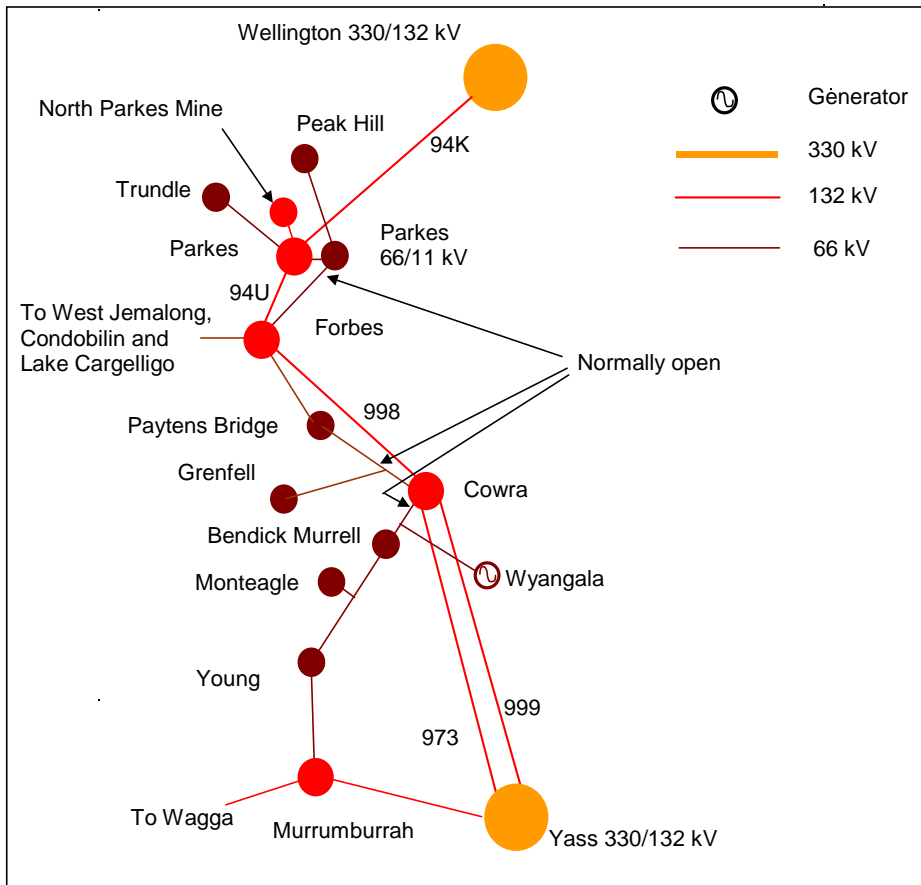 Wellington 330/132 kV
Generator
North Parkes Mine
Peak Hill
94K
330 kV
Trundle
132 kV
Parkes
Parkes
66/11 kV
66 kV
94U
To West Jemalong,
Condobilin and
Lake Cargelligo
Forbes
Normally open
998
Paytens Bridge
Grenfell
Cowra
Bendick Murrell
Monteagle
Wyangala
Young
999
973
To Wagga
Murrumburrah
Yass 330/132 kV